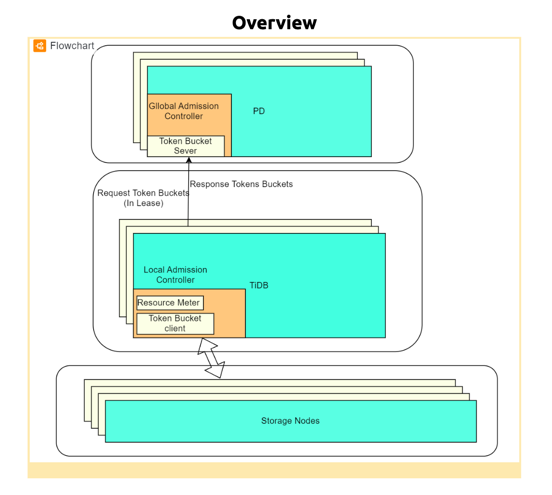 Overview
Flowchart
Gllobal Admission
Controller
PD
Token Bucket
Sever
Response Tokens Buckets
Request Token Buckets
(In Lease)
Local Admission
Controller
TiDB
Resource Meter
Token Bucket
client
Storage Nodes